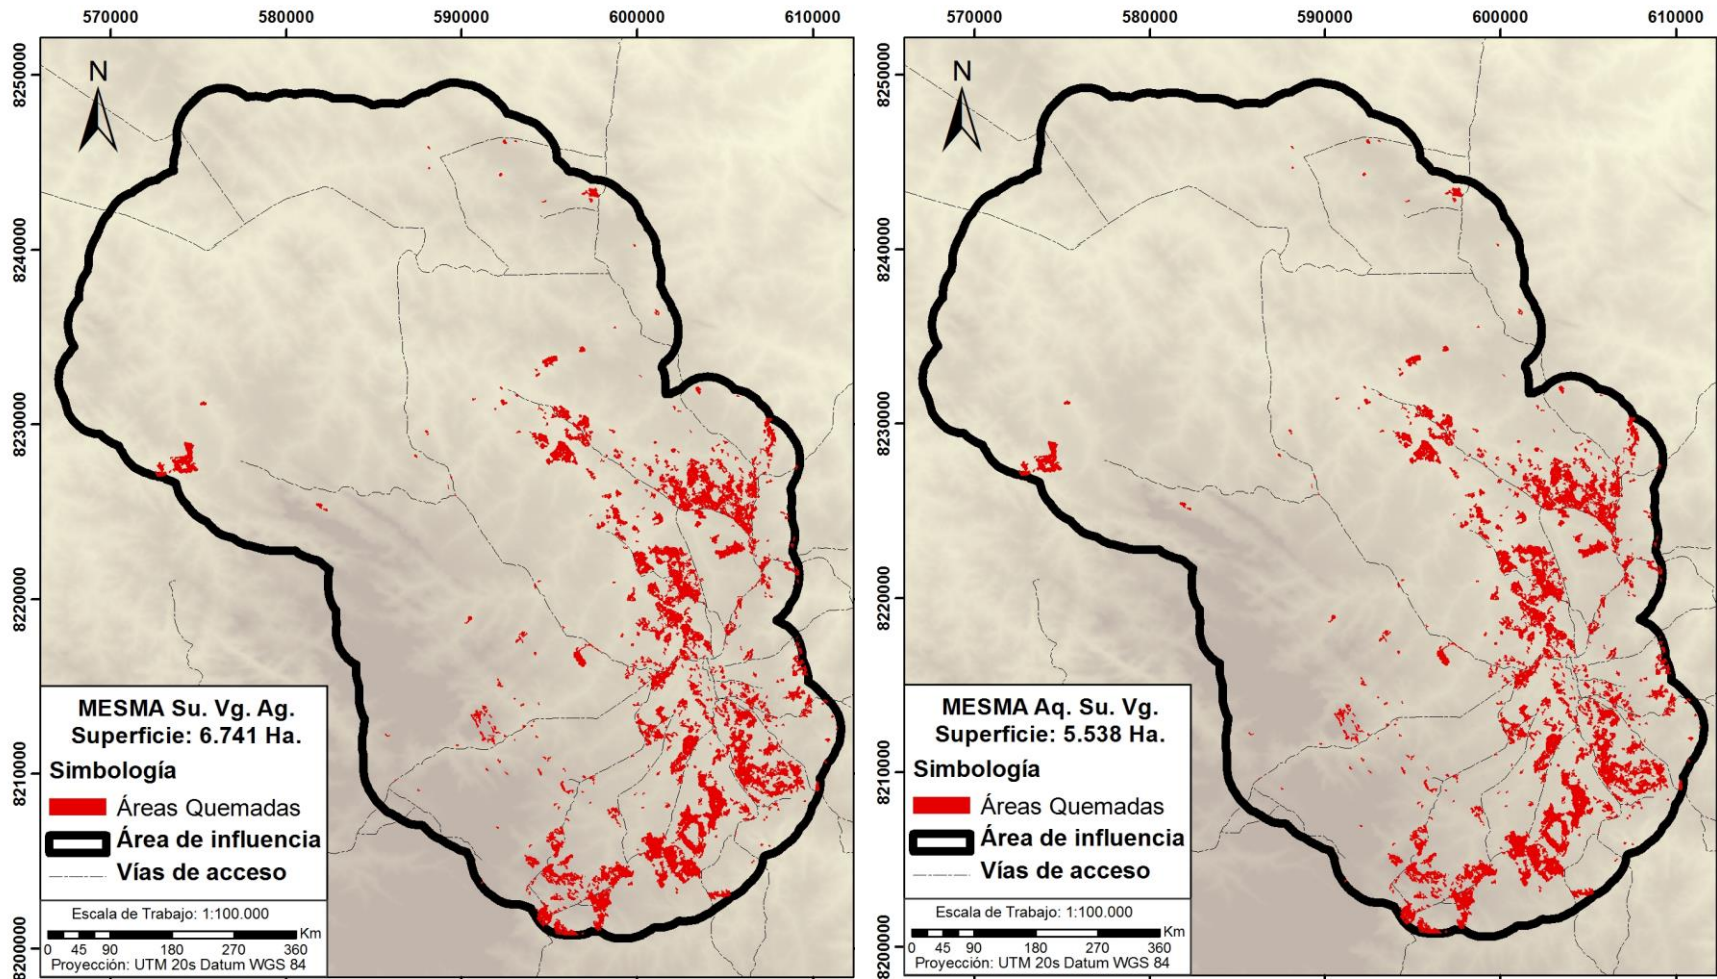 570000 580000 590000 600000 610000
8250000
8240000
8230000
8220000
8210000
8200000
N
MESMA Su. Vg. Ag.
Superficie: 6.741 Ha.
Simbología
Áreas Quemadas
Área de influencia
Vías de acceso
Escala de Trabajo: 1:100.000
0 45 90 180 270 360 Km
Proyección: UTM 20s Datum WGS 84
570000 580000 590000 600000 610000
8250000
8240000
8230000
8220000
8210000
8200000
N
MESMA Aq. Su. Vg.
Superficie: 5.538 Ha.
Simbología
Áreas Quemadas
Área de influencia
Vías de acceso
Escala de Trabajo: 1:100.000
0 45 90 180 270 360 Km
Proyección: UTM 20s Datum WGS 84